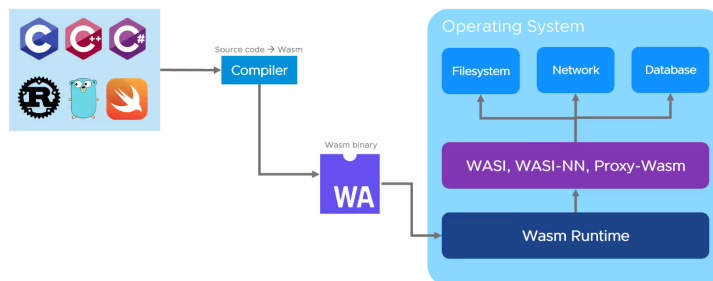 C
C++
C#
R
Source code → Wasm
Compiler
Wasm binary
WA
Operating System
Filesystem
Network
Database
WASI, WASI-NN, Proxy-Wasm
Wasm Runtime